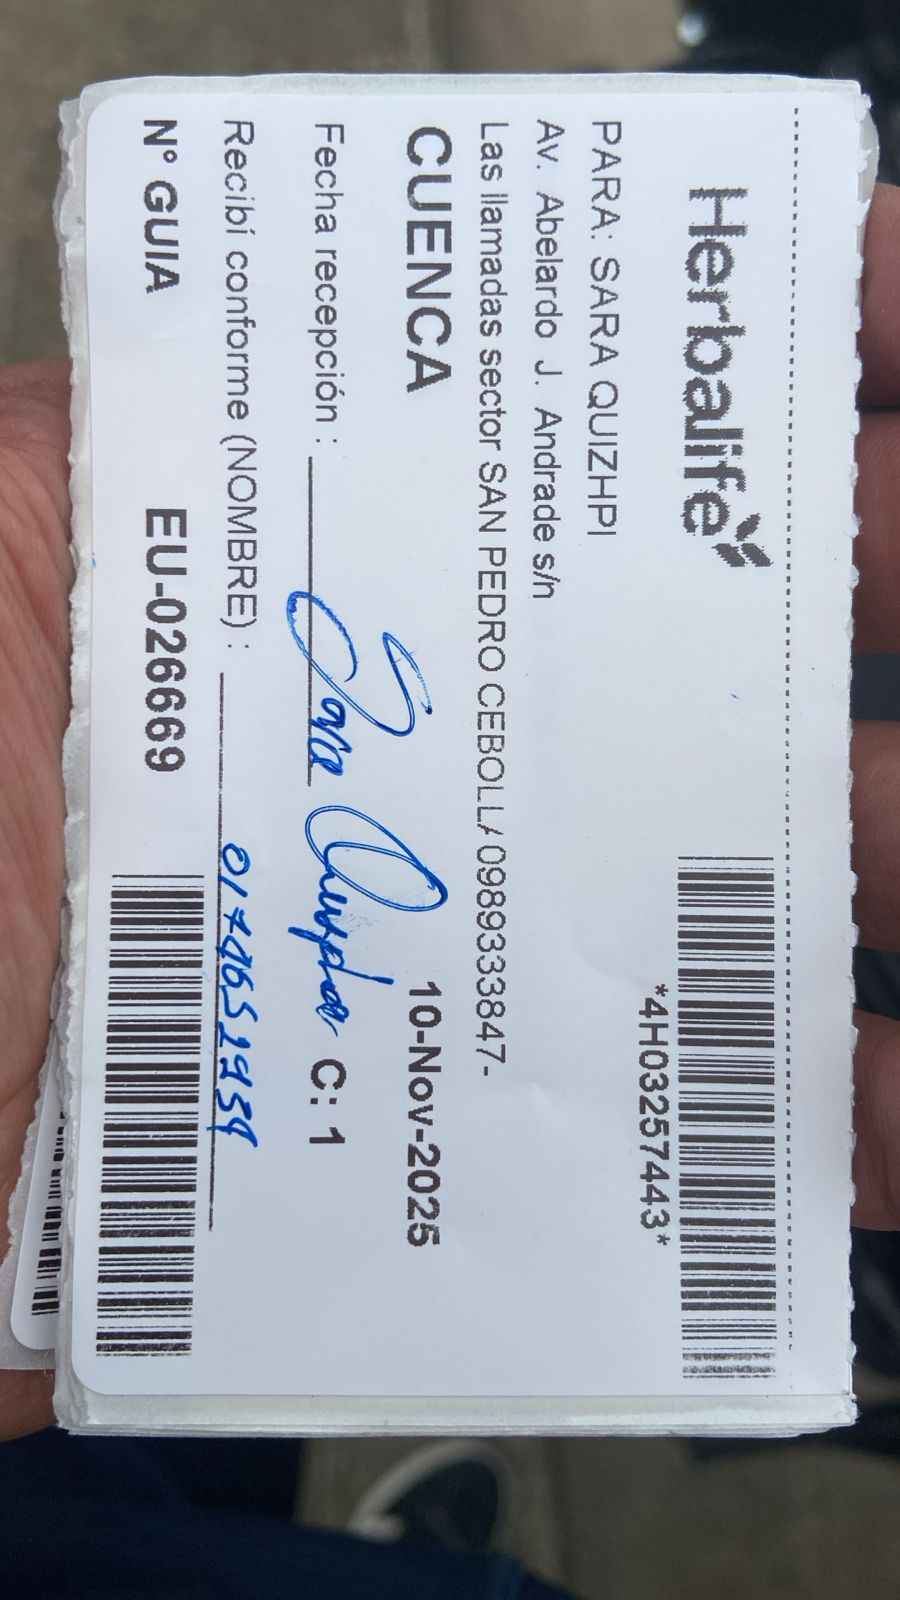 Herbalife
*4H03257443*
PARA: SARA QUIZHPI
Av. Abelardo J. Andrade s/n
Las llamadas sector SAN PEDRO CEBOLL/ 0989333847-
CUENCA 10-Nov-2025
Fecha recepción : Sara C: 1
Recibí conforme (NOMBRE) :
N° GUIA EU-026669